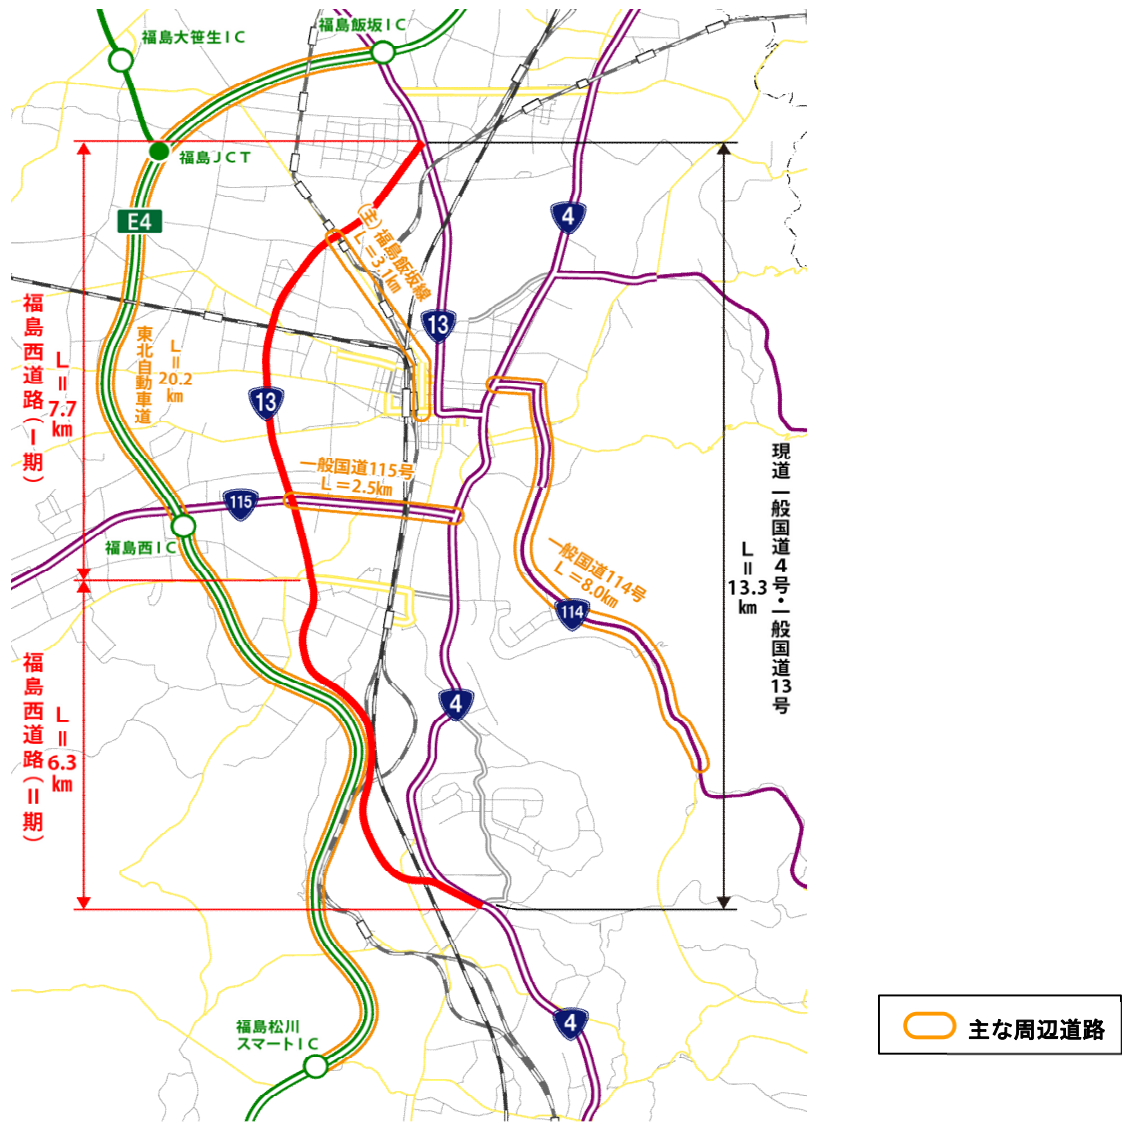 福島大笹生IC
福島飯坂IC
福島JCT
E4
4
(主)福島飯坂線
L=3.1km
13
福島西道路(Ⅰ期)
L=7.7km
東北自動車道
L=20.2km
13
一般国道115号
L=2.5km
115
福島西IC
現道 一般国道4号・一般国道13号
L=13.3km
一般国道114号
L=8.0km
114
福島西道路(Ⅱ期)
L=6.3km
4
福島松川
スマートIC
4
主な周辺道路